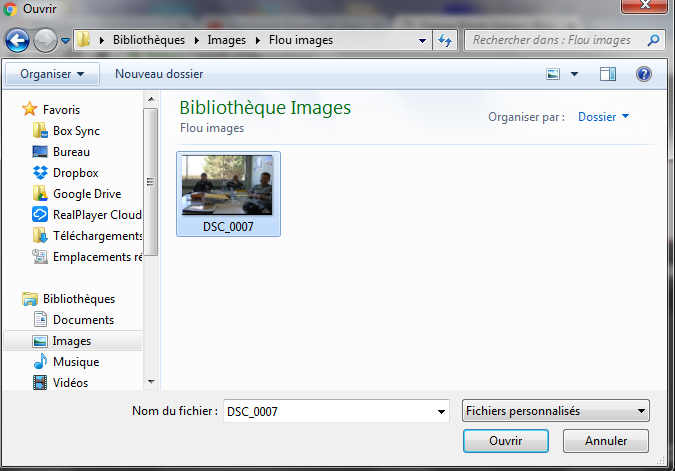 Ouvrir
Bibliothèques Images Flou images
Rechercher dans : Flou images
Organiser Nouveau dossier
Favoris
Box Sync
Bureau
Dropbox
Google Drive
RealPlayer Cloud
Téléchargements
Emplacements ré
Bibliothèques
Documents
Images
Musique
Vidéos
Bibliothèque Images
Flou images
Organiser par : Dossier
DSC_0007
Nom du fichier : DSC_0007
Fichiers personnalisés
Ouvrir Annuler